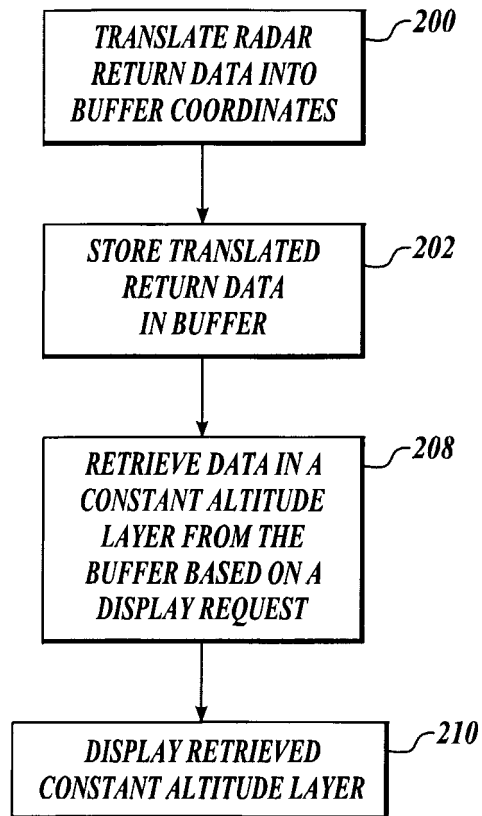 200
TRANSLATE RADAR
RETURN DATA INTO
BUFFER COORDINATES
202
STORE TRANSLATED
RETURN DATA
IN BUFFER
208
RETRIEVE DATA IN A
CONSTANT ALTITUDE
LAYER FROM THE
BUFFER BASED ON A
DISPLAY REQUEST
210
DISPLAY RETRIEVED
CONSTANT ALTITUDE LAYER